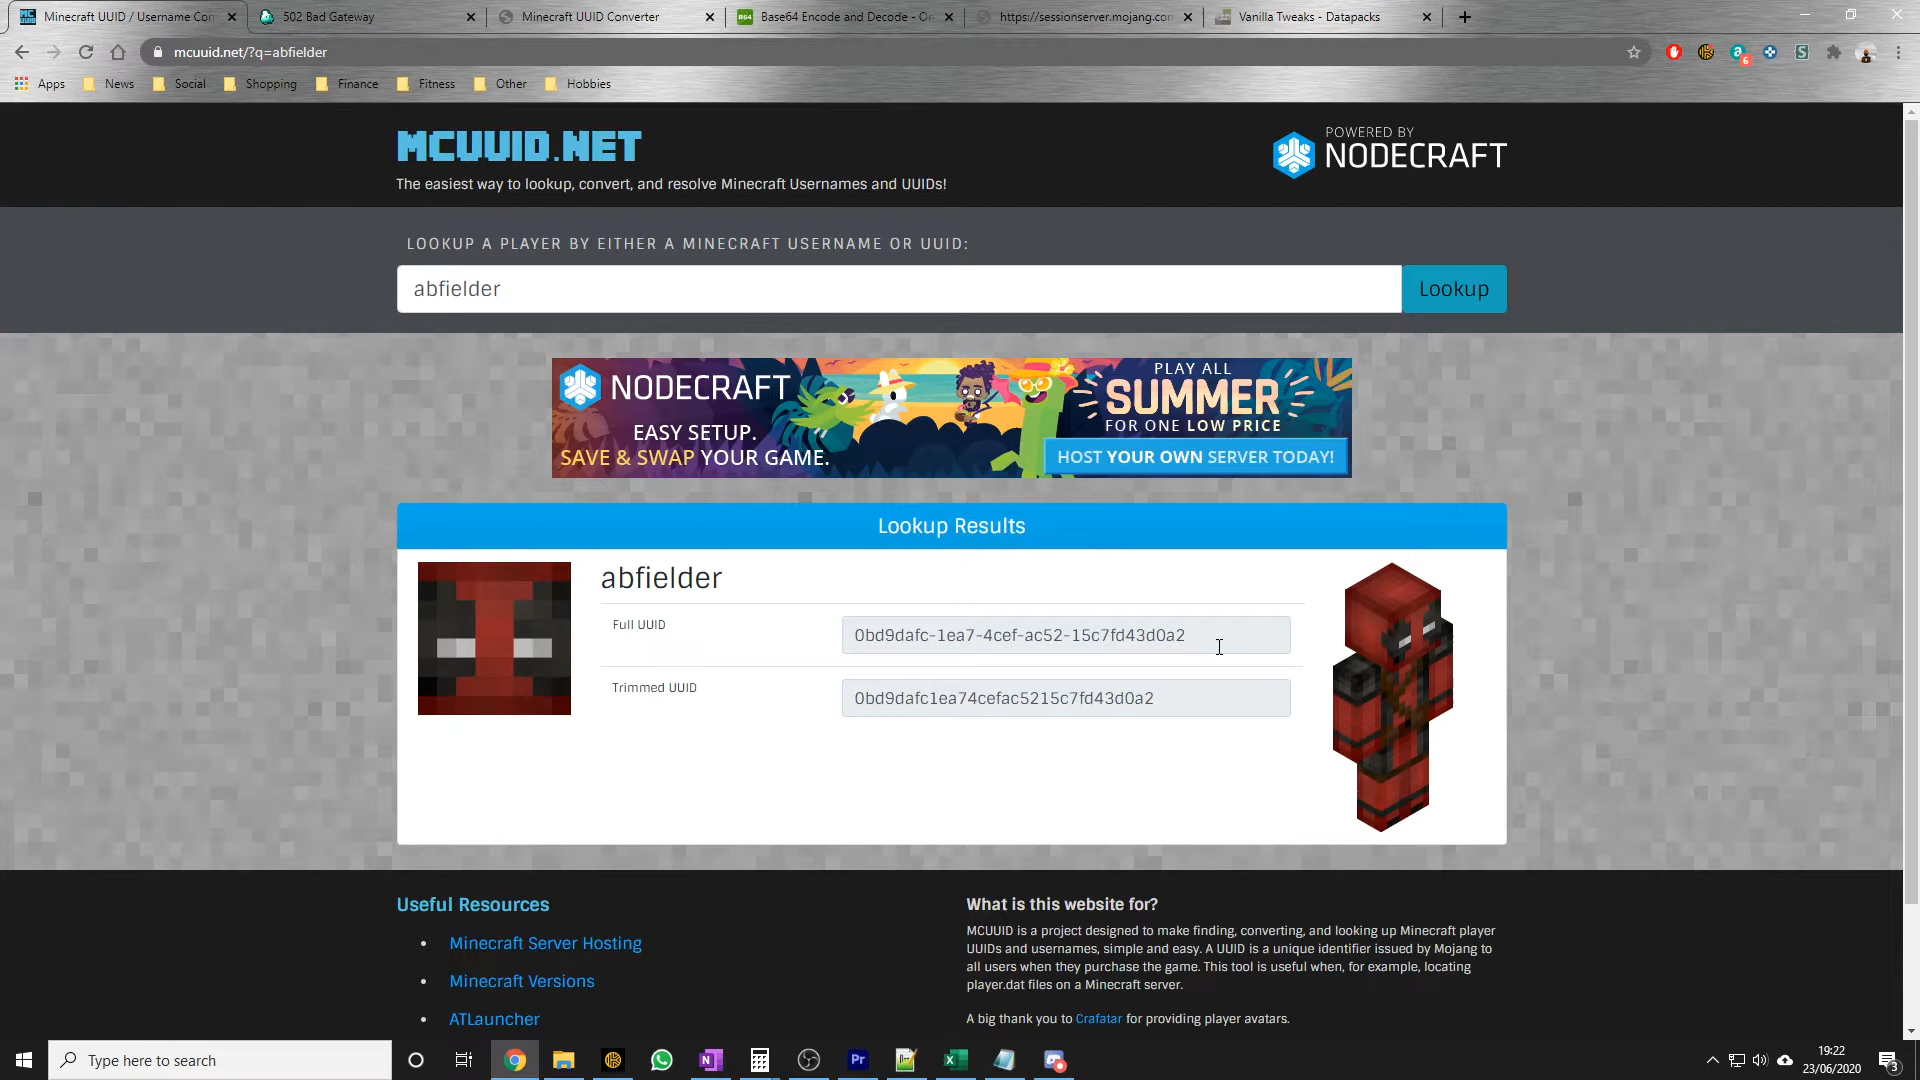 Minecraft UUID / Username Con
502 Bad Gateway
Minecraft UUID Converter
B64
Base64 Encode and Decode - On
https://sessionserver.mojang.com
Vanilla Tweaks - Datapacks
mcuuid.net/?q=abfielder
6
Apps
News
Social
Shopping
Finance
Fitness
Other
Hobbies
MCUUID.NET
The easiest way to lookup, convert, and resolve Minecraft Usernames and UUIDs!
POWERED BY
NODECRAFT
LOOKUP A PLAYER BY EITHER A MINECRAFT USERNAME OR UUID:
abfielder
Lookup
NODECRAFT
EASY SETUP.
SAVE & SWAP YOUR GAME.
PLAY ALL
SUMMER
FOR ONE LOW PRICE
HOST YOUR OWN SERVER TODAY!
Lookup Results
abfielder
Full UUID
0bd9dafc-1ea7-4cef-ac52-15c7fd43d0a2
Trimmed UUID
0bd9dafc1ea74cefac5215c7fd43d0a2
Useful Resources
Minecraft Server Hosting
Minecraft Versions
ATLauncher
What is this website for?
MCUUID is a project designed to make finding, converting, and looking up Minecraft player
UUIDs and usernames, simple and easy. A UUID is a unique identifier issued by Mojang to
all users when they purchase the game. This tool is useful when, for example, locating
player.dat files on a Minecraft server.
A big thank you to Crafatar for providing player avatars.
Type here to search
19:22
23/06/2020
3